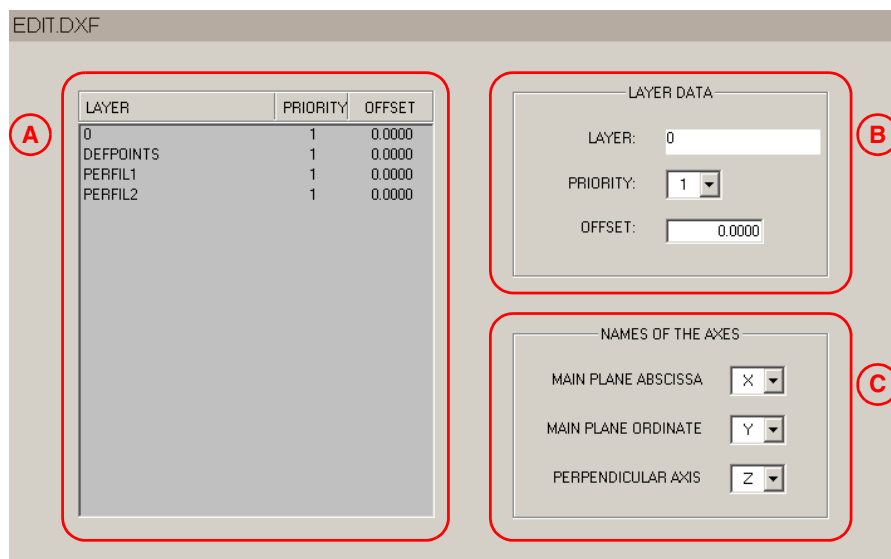 EDIT.DXF
A
LAYER PRIORITY OFFSET
0 1 0.0000
DEFPOINTS 1 0.0000
PERFIL1 1 0.0000
PERFIL2 1 0.0000
LAYER DATA
B
LAYER: 0
PRIORITY: 1
OFFSET: 0.0000
NAMES OF THE AXES
C
MAIN PLANE ABSCISSA X
MAIN PLANE ORDINATE Y
PERPENDICULAR AXIS Z